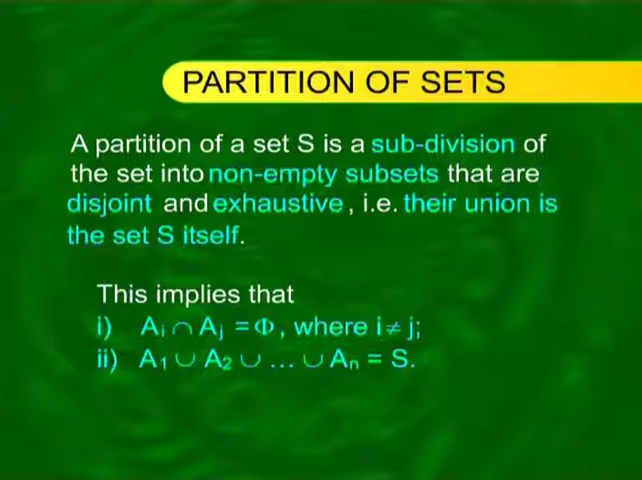 PARTITION OF SETS
A partition of a set S is a sub-division of
the set into non-empty subsets that are
disjoint and exhaustive, i.e. their union is
the set S itself.
This implies that
i) Ai ∩ Aj = Φ, where i ≠ j;
ii) A1 ∪ A2 ∪ ... ∪ An = S.